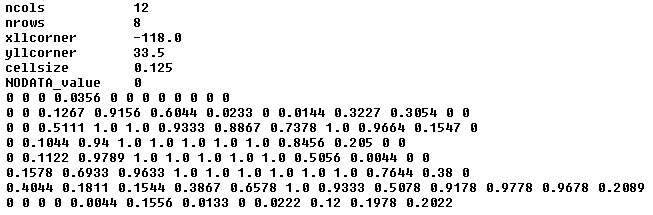 ncols 12
nrows 8
xllcorner -118.0
yllcorner 33.5
cellsize 0.125
NODATA_value 0
0 0 0 0.0356 0 0 0 0 0 0 0 0
0 0 0.1267 0.9156 0.6044 0.0233 0 0.0144 0.3227 0.3054 0 0
0 0 0.5111 1.0 1.0 0.9333 0.8867 0.7378 1.0 0.9664 0.1547 0
0 0.1044 0.94 1.0 1.0 1.0 1.0 1.0 0.8456 0.205 0 0
0 0.1122 0.9789 1.0 1.0 1.0 1.0 1.0 0.5056 0.0044 0 0
0.1578 0.6933 0.9633 1.0 1.0 1.0 1.0 1.0 1.0 0.7644 0.38 0
0.4044 0.1811 0.1544 0.3867 0.6578 1.0 0.9333 0.5078 0.9178 0.9778 0.9678 0.2089
0 0 0 0 0.0044 0.1556 0.0133 0 0.0222 0.12 0.1978 0.2022